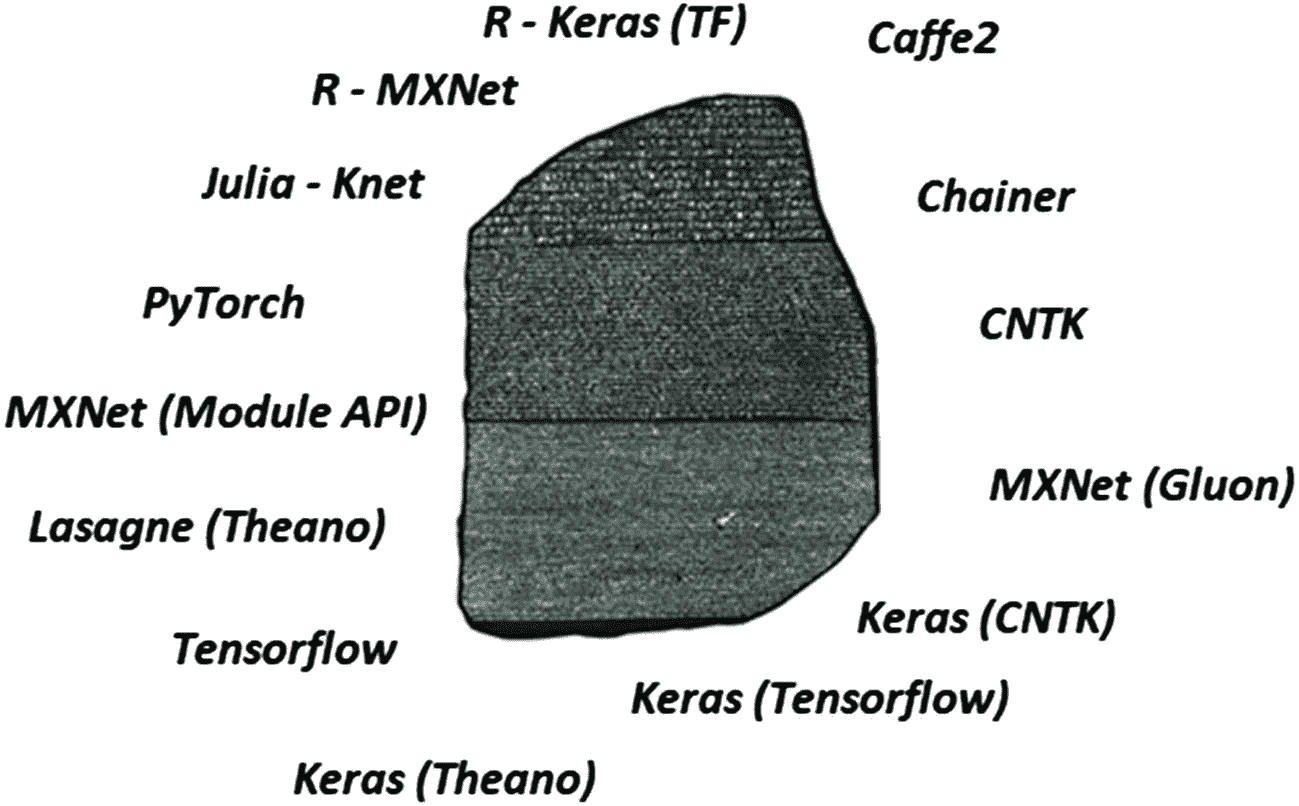 R - Keras (TF)
Caffe2
R - MXNet
Julia - Knet
Chainer
PyTorch
CNTK
MXNet (Module API)
MXNet (Gluon)
Lasagne (Theano)
Keras (CNTK)
Tensorflow
Keras (Tensorflow)
Keras (Theano)